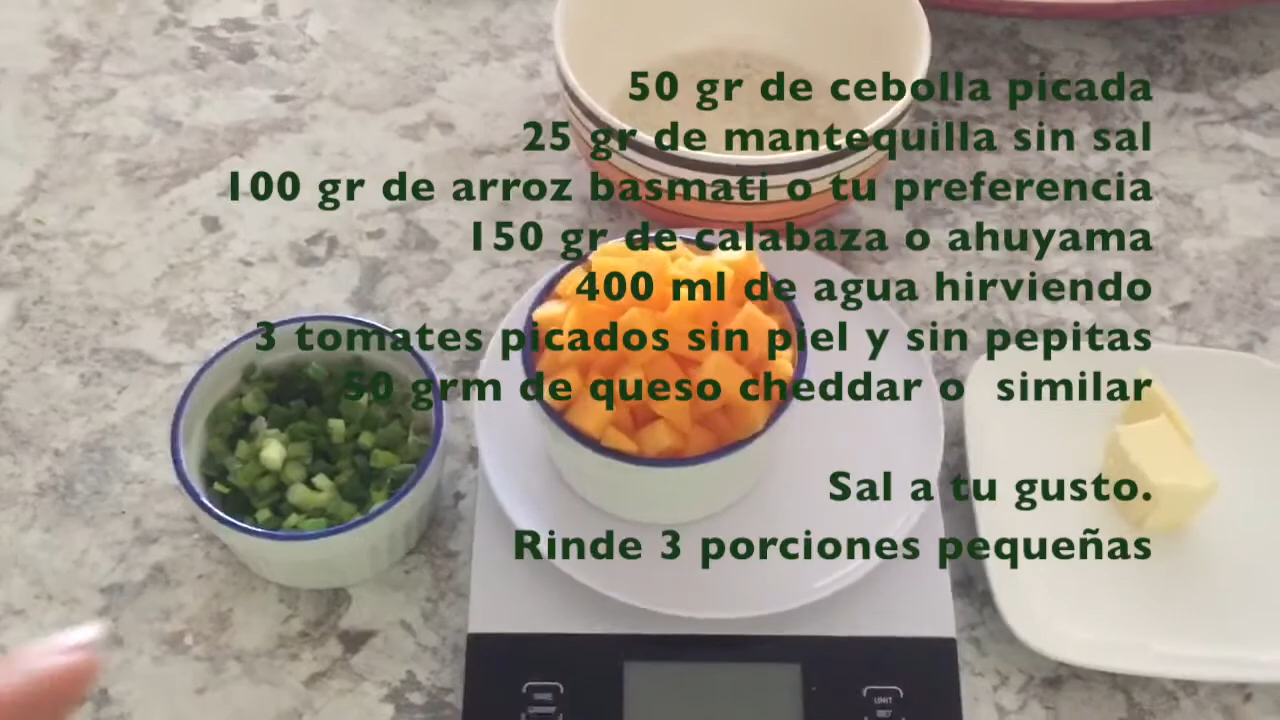 50 gr de cebolla picada
25 gr de mantequilla sin sal
100 gr de arroz basmati o tu preferencia
150 gr de calabaza o ahuyama
400 ml de agua hirviendo
3 tomates picados sin piel y sin pepitas
50 grm de queso cheddar o  similar
Sal a tu gusto.
Rinde 3 porciones pequeñas
UNIT